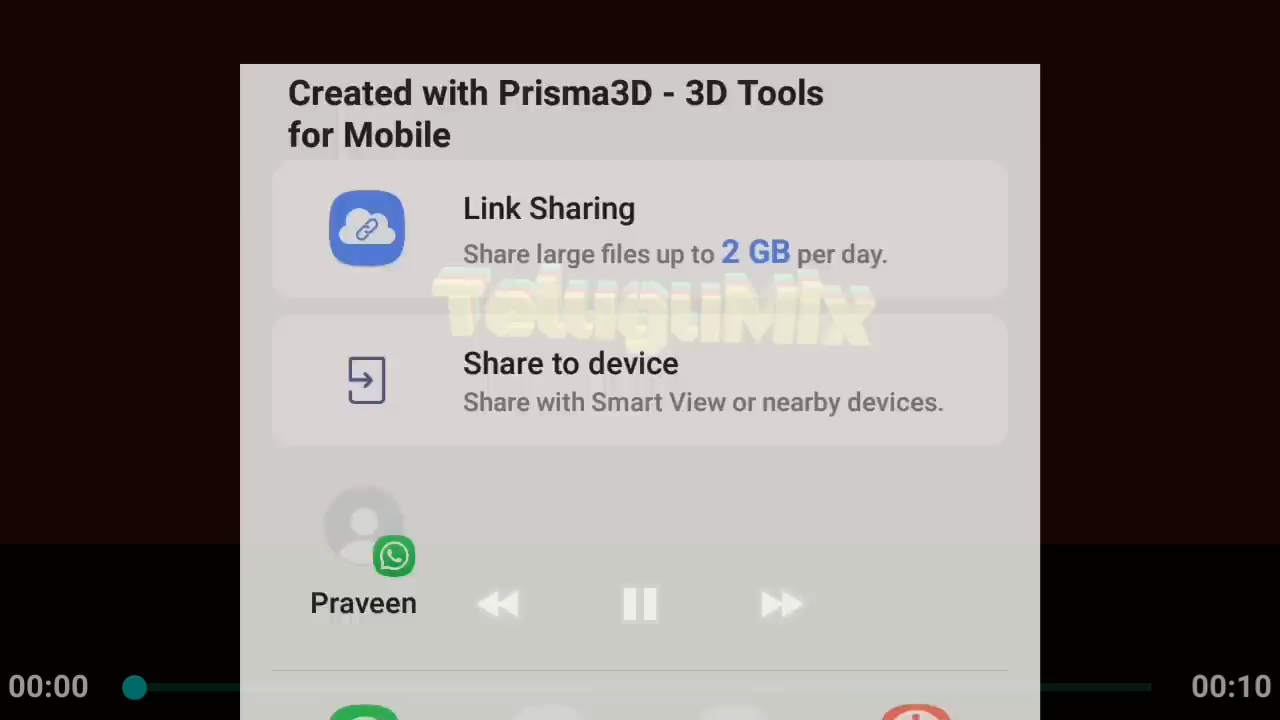 Created with Prisma3D - 3D Tools
for Mobile
Link Sharing
Share large files up to 2 GB per day.
TeluguMix
Share to device
Share with Smart View or nearby devices.
Praveen
00:00
00:10